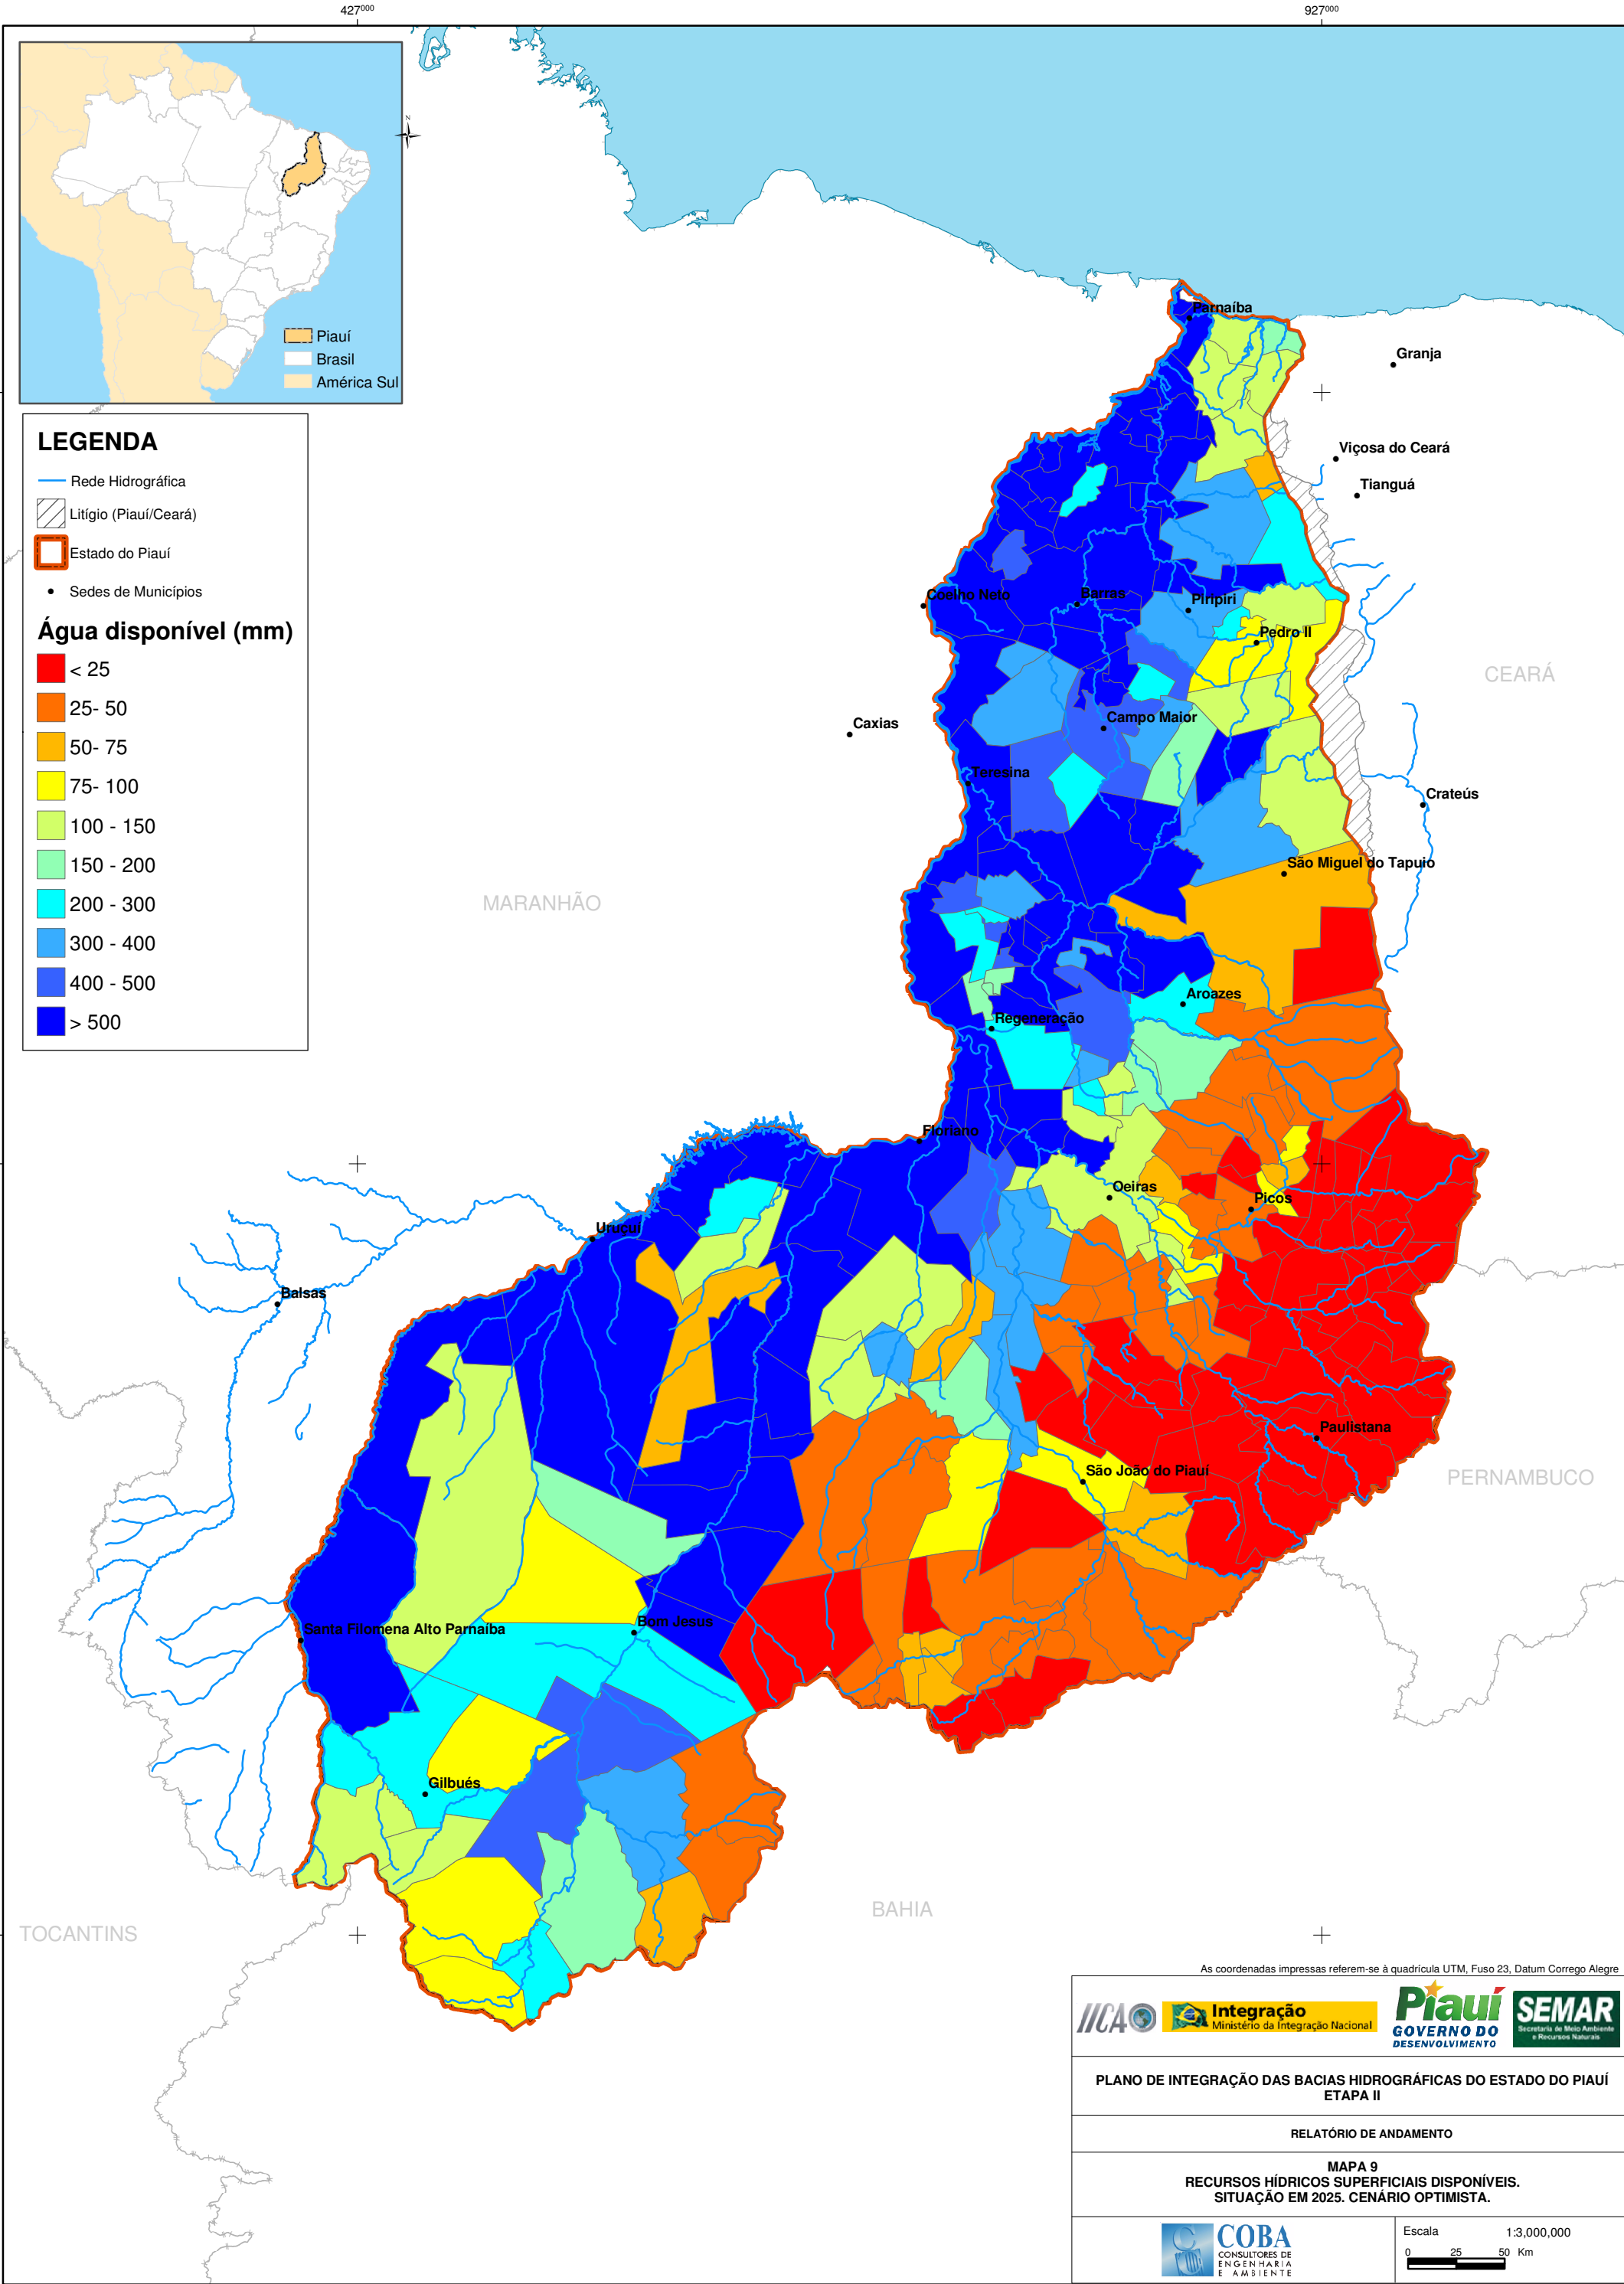 427000
927000
N
Piauí
Brasil
América Sul
LEGENDA
Rede Hidrográfica
Litígio (Piauí/Ceará)
Estado do Piauí
Sedes de Municípios
Água disponível (mm)
< 25
25- 50
50- 75
75- 100
100 - 150
150 - 200
200 - 300
300 - 400
400 - 500
> 500
Parnaíba
Granja
Viçosa do Ceará
Tianguá
Coelho Neto
Barras
Piripiri
Pedro II
CEARÁ
Caxias
Campo Maior
Teresina
Crateús
São Miguel do Tapuio
MARANHÃO
Aroazes
Regeneração
Floriano
Oeiras
Picos
Uruçuí
Balsas
Paulistana
São João do Piauí
PERNAMBUCO
Santa Filomena Alto Parnaíba
Bom Jesus
Gilbués
BAHIA
TOCANTINS
As coordenadas impressas referem-se à quadrícula UTM, Fuso 23, Datum Corrego Alegre
IICA
Integração
Ministério da Integração Nacional
Piauí
GOVERNO DO
DESENVOLVIMENTO
SEMAR
Secretaria de Meio Ambiente
e Recursos Naturais
PLANO DE INTEGRAÇÃO DAS BACIAS HIDROGRÁFICAS DO ESTADO DO PIAUÍ
ETAPA II
RELATÓRIO DE ANDAMENTO
MAPA 9
RECURSOS HÍDRICOS SUPERFICIAIS DISPONÍVEIS.
SITUAÇÃO EM 2025. CENÁRIO OPTIMISTA.
COBA
CONSULTORES DE
ENGENHARIA
E AMBIENTE
Escala 1:3,000,000
0 25 50 Km